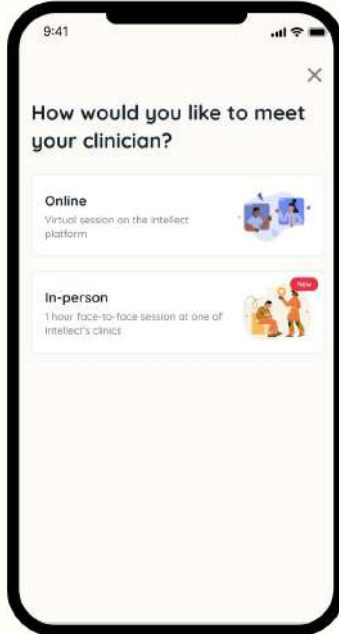 9:41
How would you like to meet
your clinician?
Online
Virtual session on the Intellect
platform
New
In-person
1 hour face-to-face session at one of
Intellect's clinics